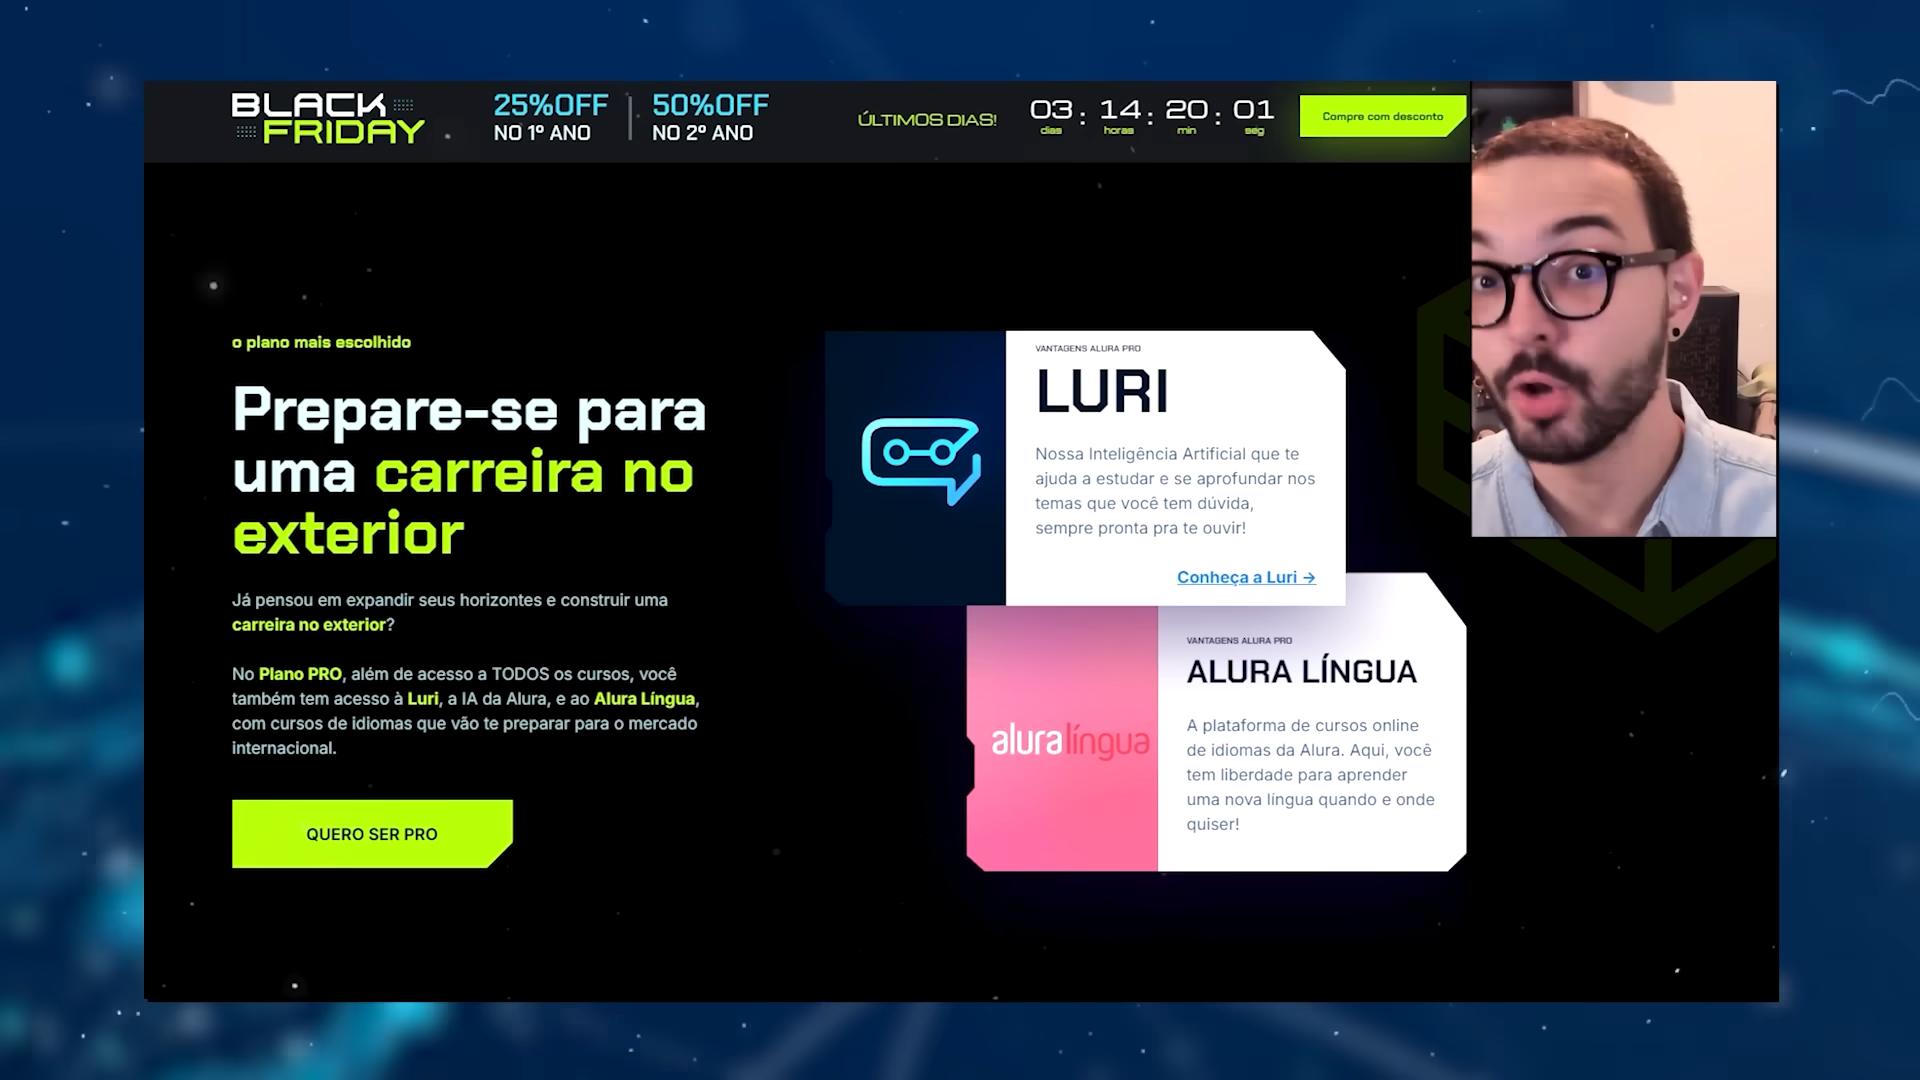 BLACK
FRIDAY
25%OFF
NO 1º ANO
50%OFF
NO 2º ANO
ÚLTIMOS DIAS!
03 : 14 : 20 : 01
dias horas min seg
Compre com desconto
o plano mais escolhido
Prepare-se para
uma carreira no
exterior
Já pensou em expandir seus horizontes e construir uma
carreira no exterior?
No Plano PRO, além de acesso a TODOS os cursos, você
também tem acesso à Luri, a IA da Alura, e ao Alura Língua,
com cursos de idiomas que vão te preparar para o mercado
internacional.
QUERO SER PRO
VANTAGENS ALURA PRO
LURI
Nossa Inteligência Artificial que te
ajuda a estudar e se aprofundar nos
temas que você tem dúvida,
sempre pronta pra te ouvir!
Conheça a Luri →
aluralíngua
VANTAGENS ALURA PRO
ALURA LÍNGUA
A plataforma de cursos online
de idiomas da Alura. Aqui, você
tem liberdade para aprender
uma nova língua quando e onde
quiser!